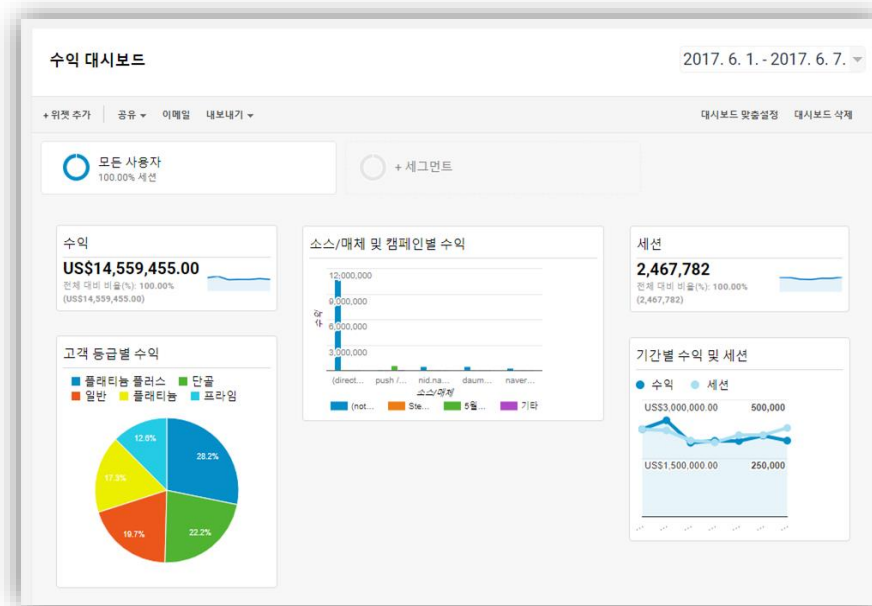 수익 대시보드
2017. 6. 1. - 2017. 6. 7.
+ 위젯 추가 공유 이메일 내보내기 대시보드 맞춤설정 대시보드 삭제
모든 사용자
100.00% 세션
+ 세그먼트
수익
US$14,559,455.00
전체 대비 비율(%): 100.00%
(US$14,559,455.00)
고객 등급별 수익
플래티늄 플러스 단골
일반 플래티늄 프라임
12.6%
28.2%
17.3%
19.7%
22.2%
소스/매체 및 캠페인별 수익
12,000,000
9,000,000
6,000,000
3,000,000
수익
(direct... push /... nid.na... daum... naver...
소스/매체
(not... Ste... 5월... 기타
세션
2,467,782
전체 대비 비율(%): 100.00%
(2,467,782)
기간별 수익 및 세션
수익 세션
US$3,000,000.00 500,000
US$1,500,000.00 250,000